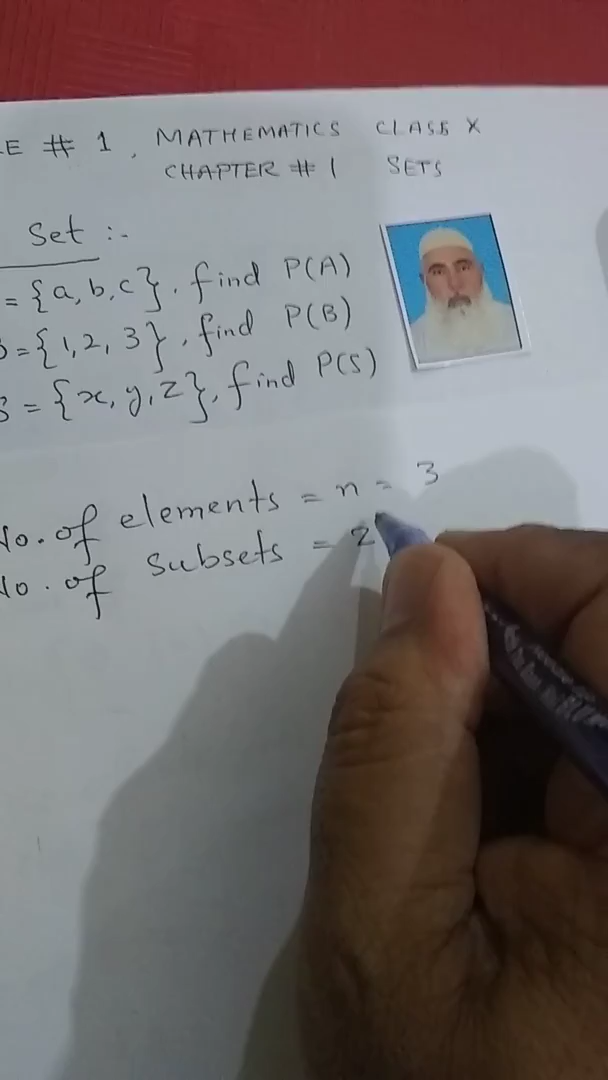 # 1, MATHEMATICS CLASS X
CHAPTER # 1 SETS
Set :-
= {a, b, c}, find P(A)
= {1, 2, 3}, find P(B)
S = {x, y, z}, find P(S)
No. of elements = n = 3
No. of subsets = 2